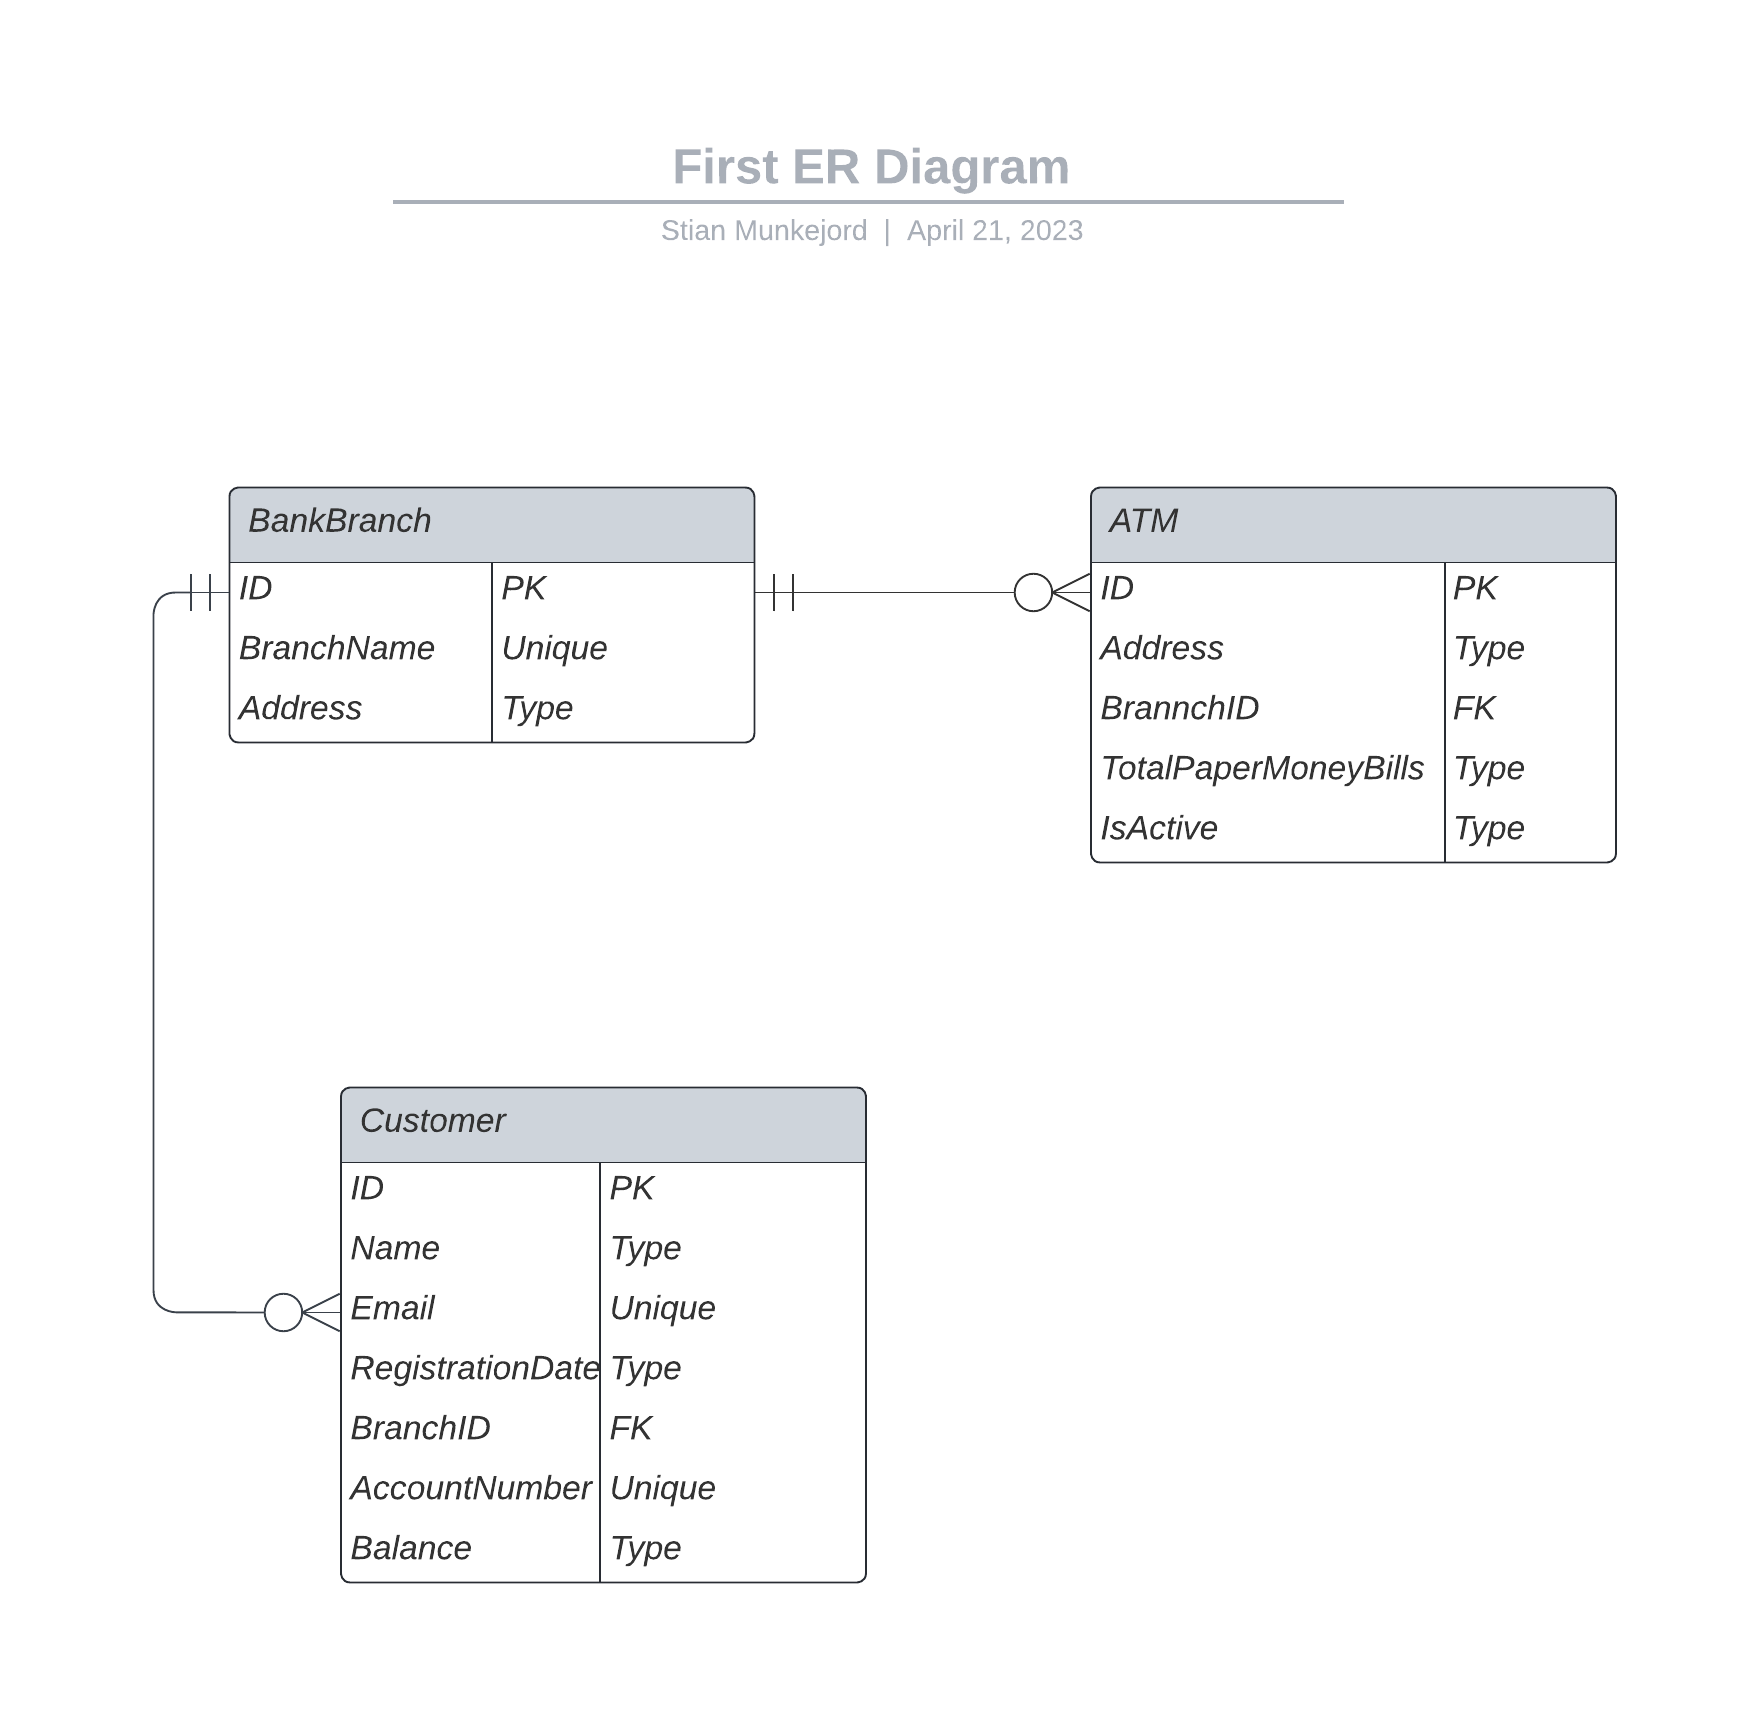 First ER Diagram
Stian Munkejord | April 21, 2023
BankBranch
ID PK
BranchName Unique
Address Type
ATM
ID PK
Address Type
BrannchID FK
TotalPaperMoneyBills Type
IsActive Type
Customer
ID PK
Name Type
Email Unique
RegistrationDate Type
BranchID FK
AccountNumber Unique
Balance Type